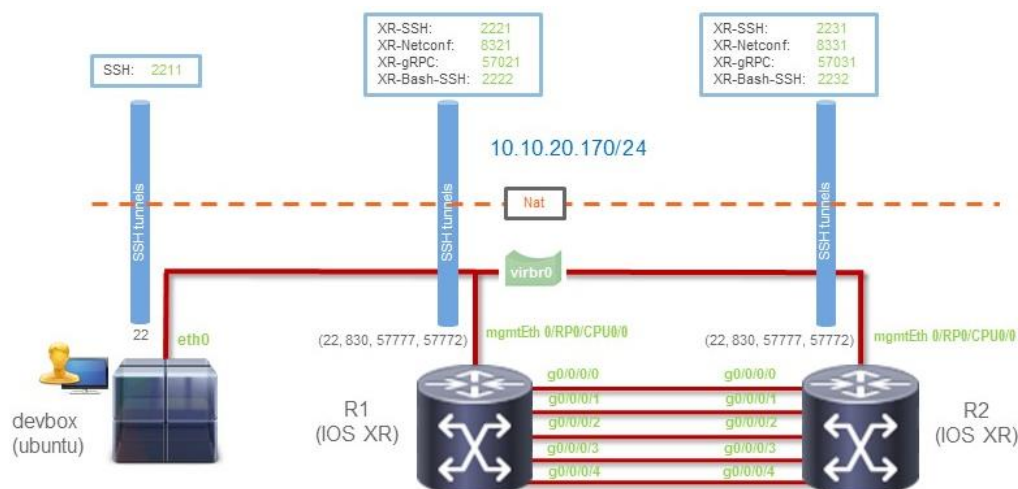 SSH: 2211
XR-SSH: 2221
XR-Netconf: 8321
XR-gRPC: 57021
XR-Bash-SSH: 2222
XR-SSH: 2231
XR-Netconf: 8331
XR-gRPC: 57031
XR-Bash-SSH: 2232
10.10.20.170/24
SSH tunnels
SSH tunnels
SSH tunnels
Nat
virbr0
22
eth0
(22, 830, 57777, 57772)
mgmtEth 0/RP0/CPU0/0
(22, 830, 57777, 57772)
mgmtEth 0/RP0/CPU0/0
devbox
(ubuntu)
R1
(IOS XR)
g0/0/0/0
g0/0/0/0
g0/0/0/1
g0/0/0/1
g0/0/0/2
g0/0/0/2
g0/0/0/3
g0/0/0/3
g0/0/0/4
g0/0/0/4
R2
(IOS XR)